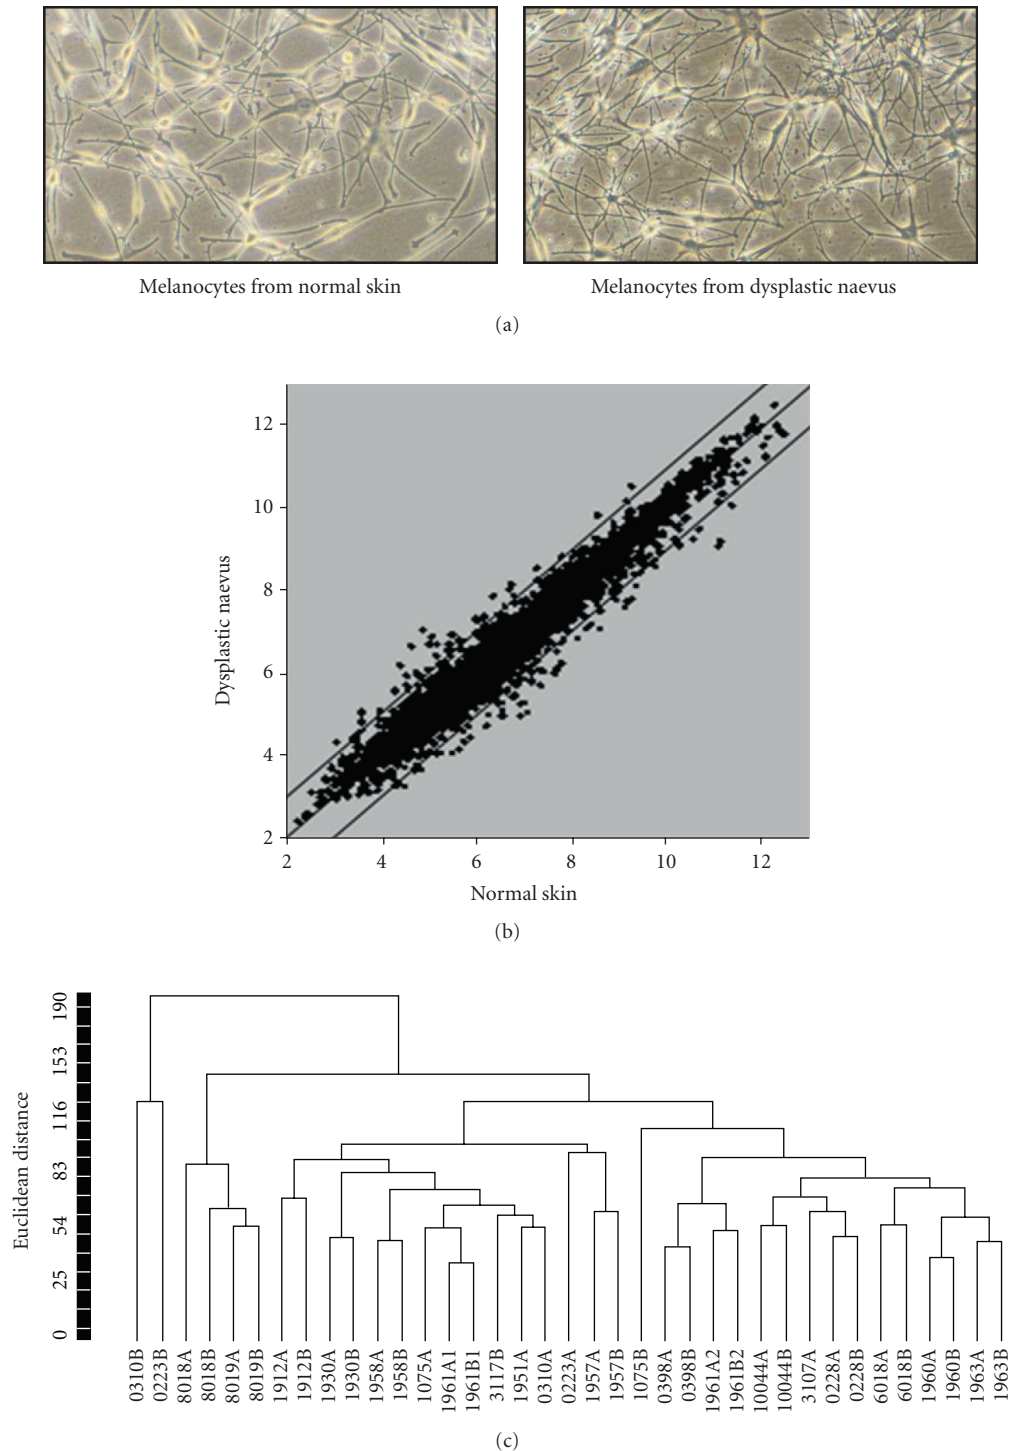 Melanocytes from normal skin
Melanocytes from dysplastic naevus
(a)
12
10
8
6
4
2
Dysplastic naevus
2 4 6 8 10 12
Normal skin
(b)
Euclidean distance
190
153
116
83
54
25
0
0310B
0223B
8018A
8018B
8019A
8019B
1912A
1912B
1930A
1930B
1958A
1958B
1075A
1961A1
1961B1
3117B
1951A
0310A
0223A
1957A
1957B
1075B
0398A
0398B
1961A2
1961B2
10044A
10044B
3107A
0228A
0228B
6018A
6018B
1960A
1960B
1963A
1963B
(c)